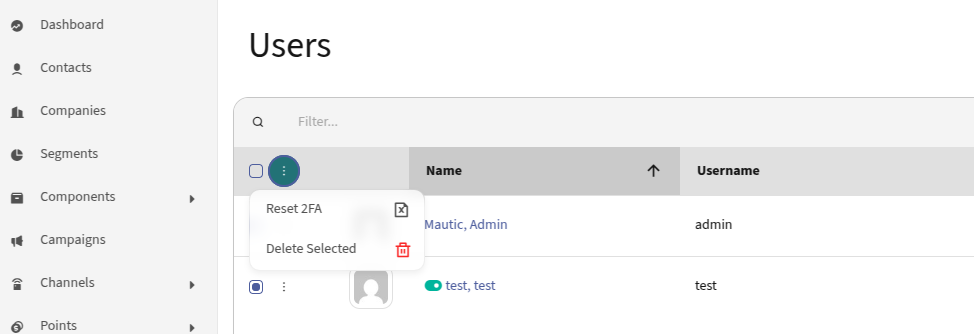 Dashboard
Contacts
Companies
Segments
Components
Campaigns
Channels
Points
Users
Filter...
Name
Username
Reset 2FA
Delete Selected
Mautic, Admin
admin
test, test
test